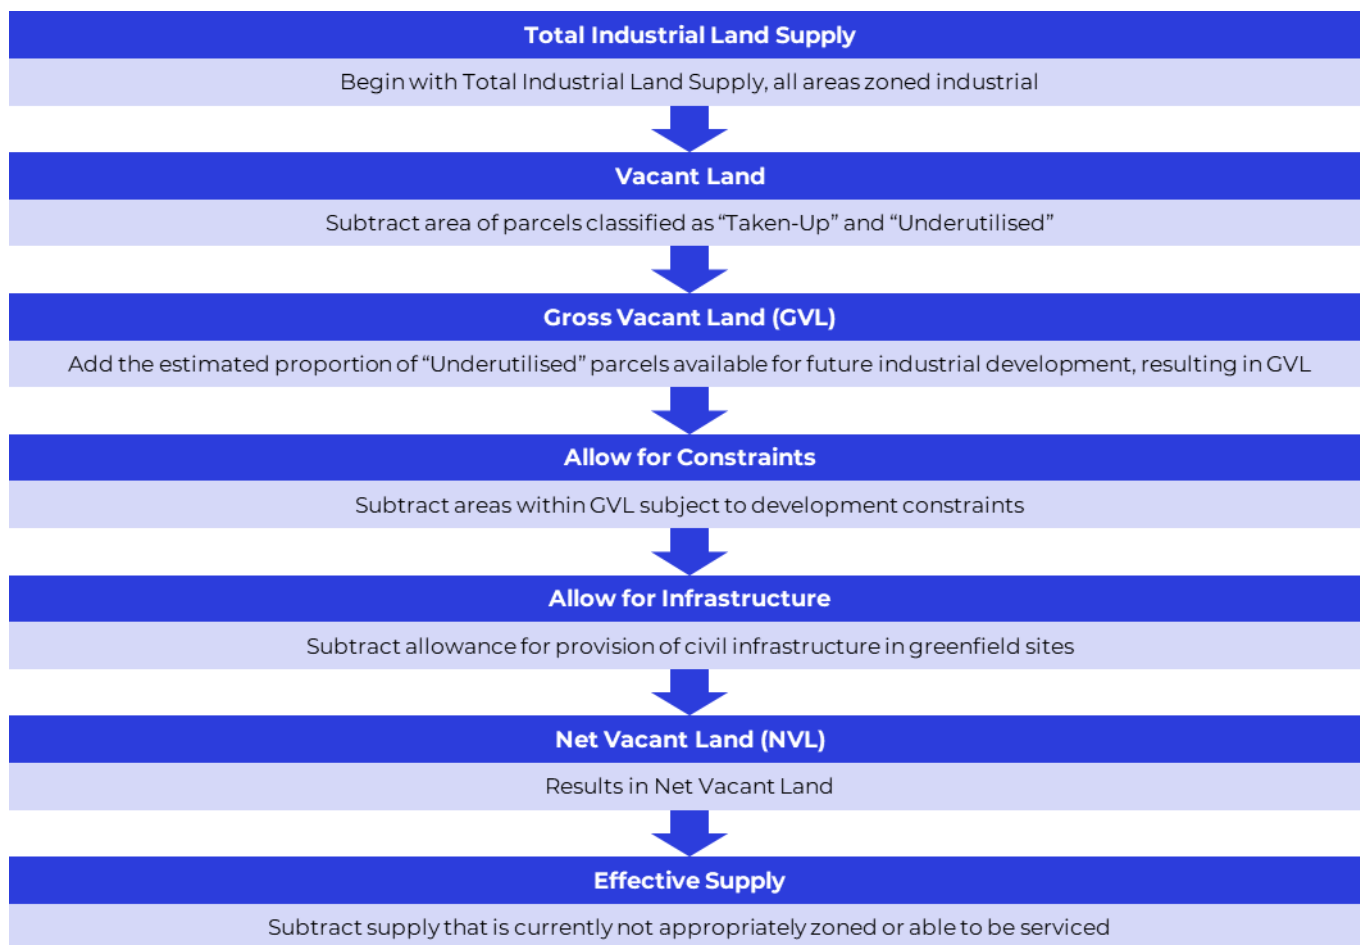 Total Industrial Land Supply
Begin with Total Industrial Land Supply, all areas zoned industrial
Vacant Land
Subtract area of parcels classified as “Taken-Up” and “Underutilised”
Gross Vacant Land (GVL)
Add the estimated proportion of “Underutilised” parcels available for future industrial development, resulting in GVL
Allow for Constraints
Subtract areas within GVL subject to development constraints
Allow for Infrastructure
Subtract allowance for provision of civil infrastructure in greenfield sites
Net Vacant Land (NVL)
Results in Net Vacant Land
Effective Supply
Subtract supply that is currently not appropriately zoned or able to be serviced